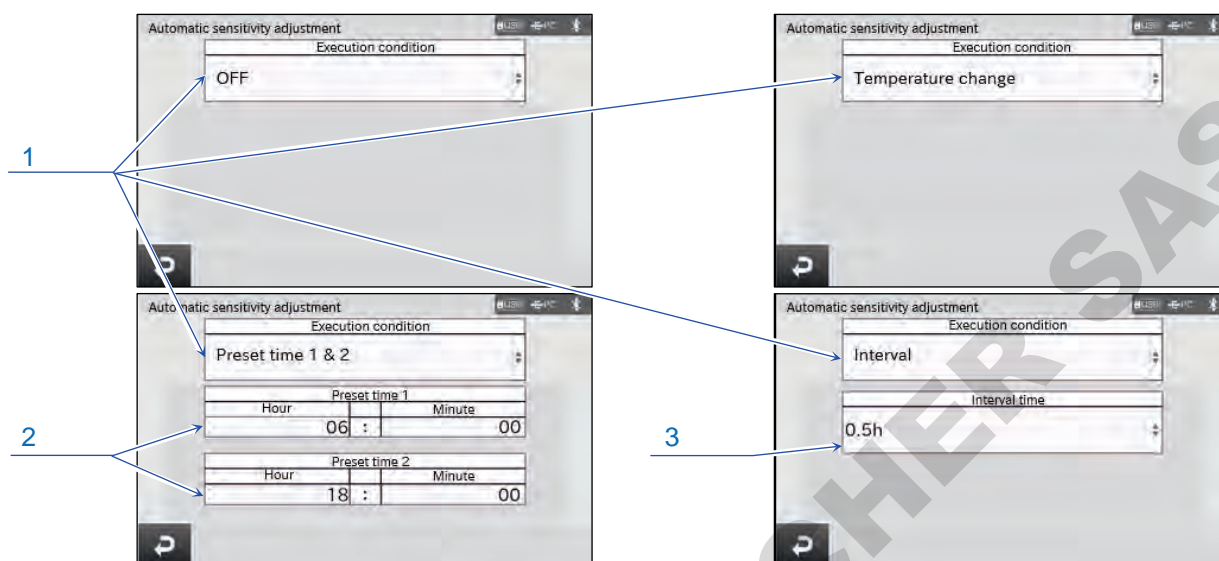 Automatic sensitivity adjustment
Execution condition
OFF
Automatic sensitivity adjustment
Execution condition
Temperature change
1
Automatic sensitivity adjustment
Execution condition
Preset time 1 & 2
Preset time 1
Hour Minute
06 : 00
Preset time 2
Hour Minute
18 : 00
2
Automatic sensitivity adjustment
Execution condition
Interval
Interval time
0.5h
3
CHER SAS